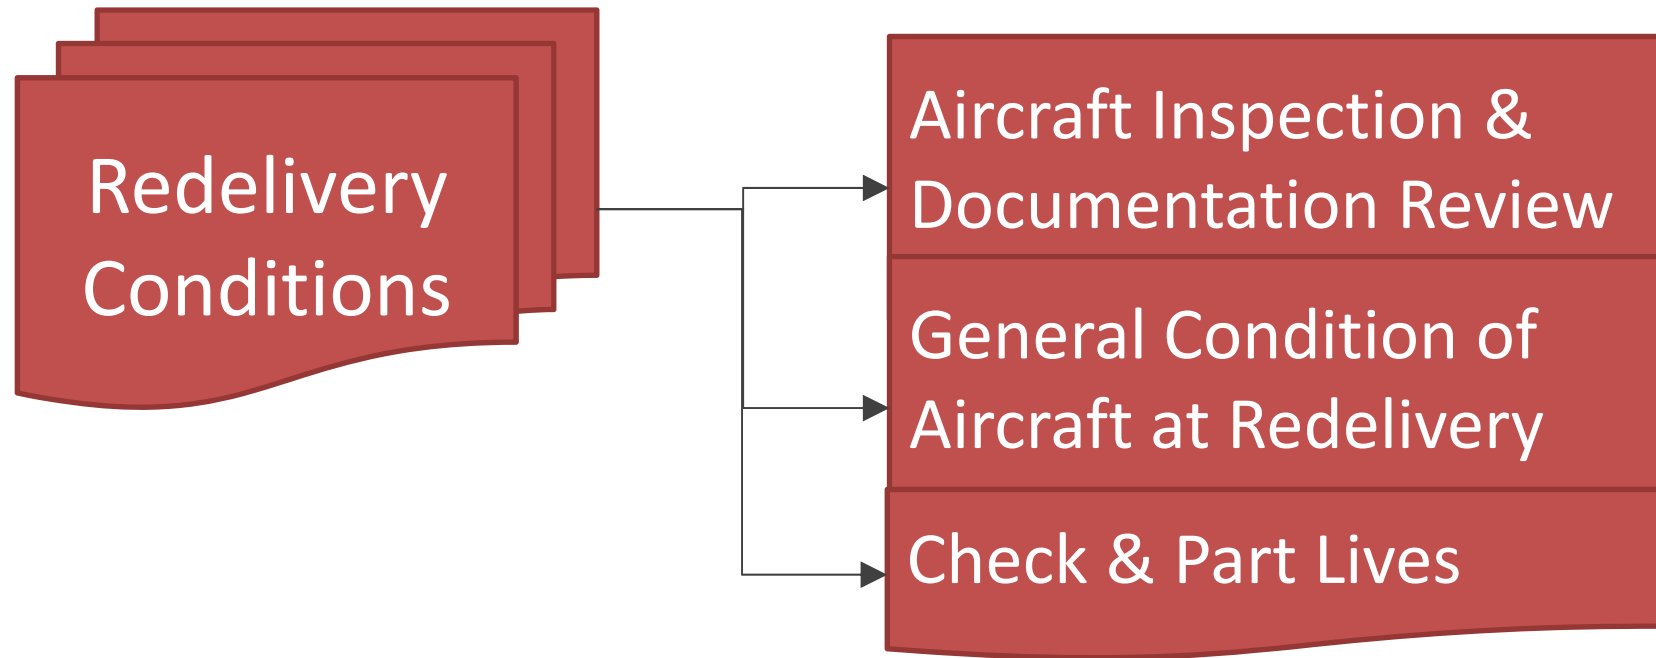 Redelivery
Conditions
Aircraft Inspection &
Documentation Review
General Condition of
Aircraft at Redelivery
Check & Part Lives